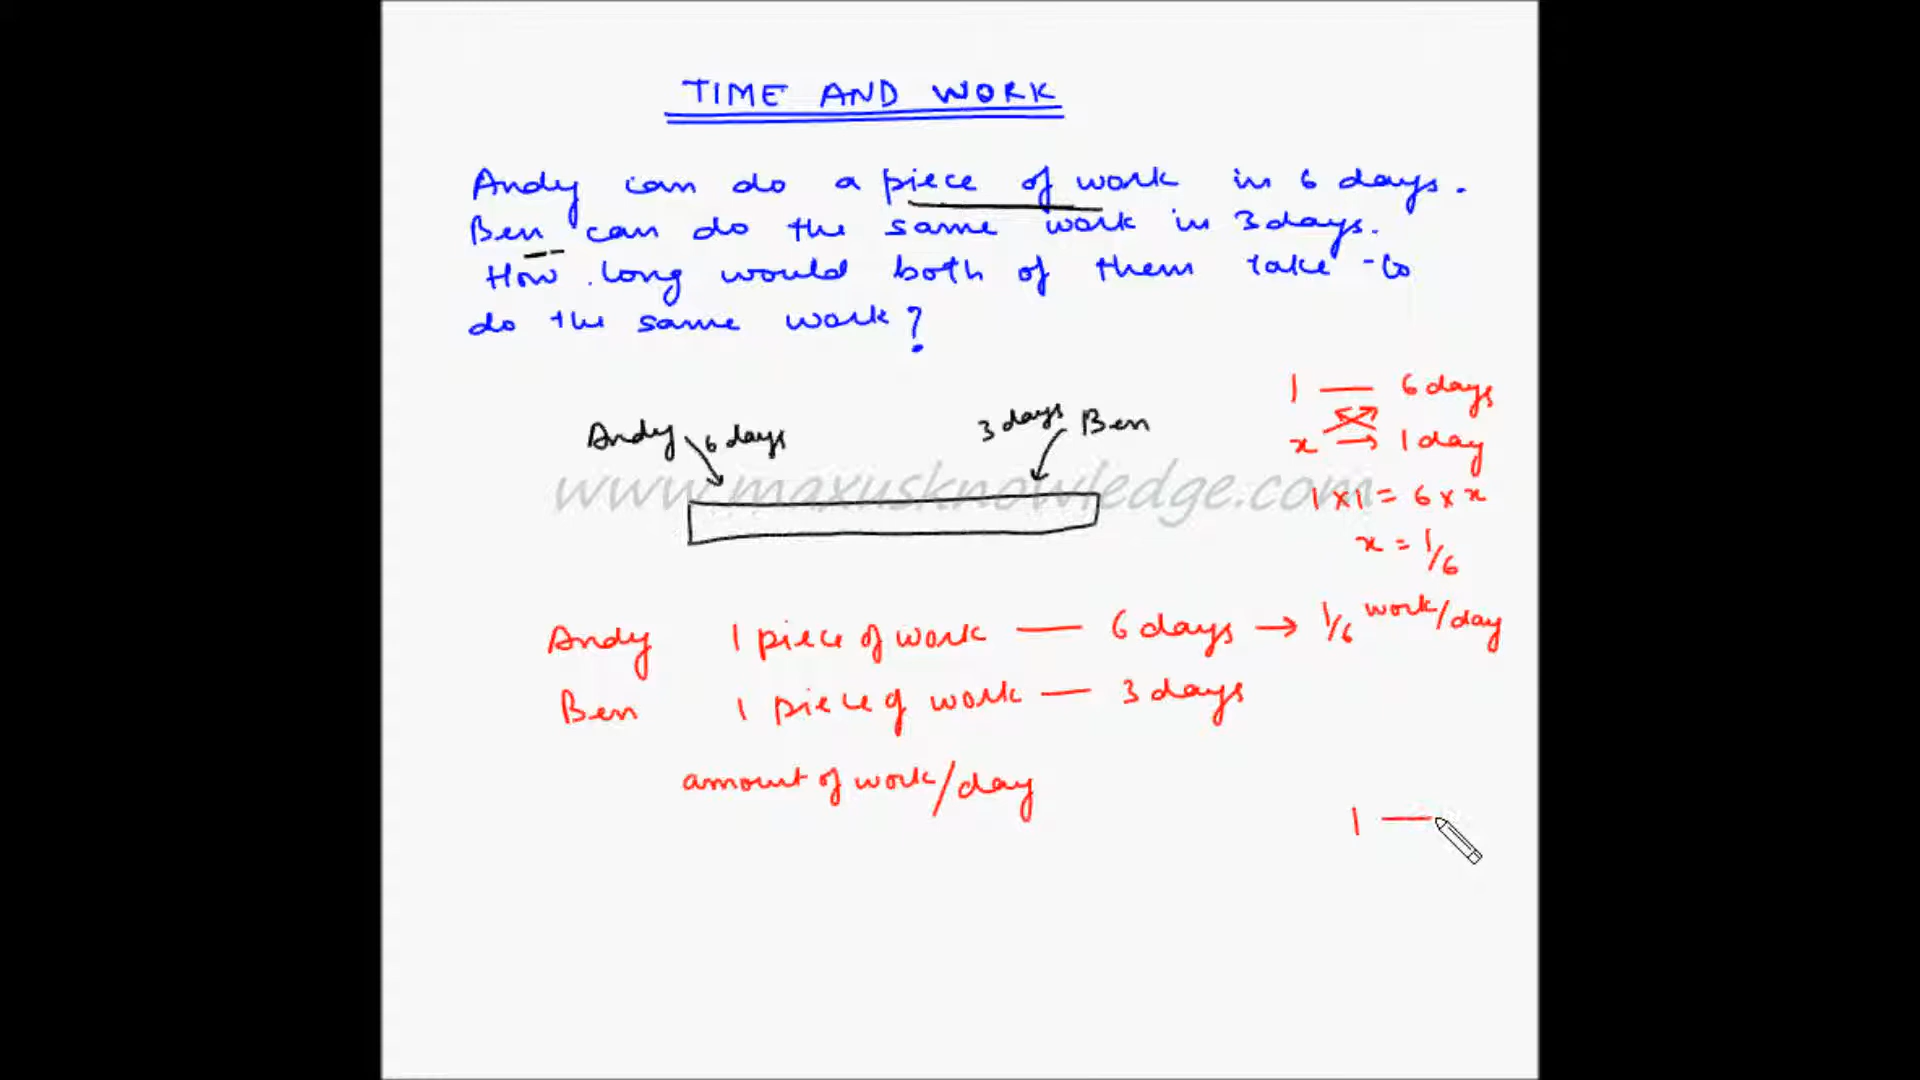 TIME AND WORK
Andy can do a piece of work in 6 days.
Ben can do the same work in 3 days.
How long would both of them take to
do the same work?
1 — 6 days
x → 1 day
1 x 1 = 6 x x
x = 1/6
Andy 6 days 3 days Ben
www.maxusknowledge.com
Andy 1 piece of work — 6 days → 1/6 work/day
Ben 1 piece of work — 3 days
amount of work/day
1 —